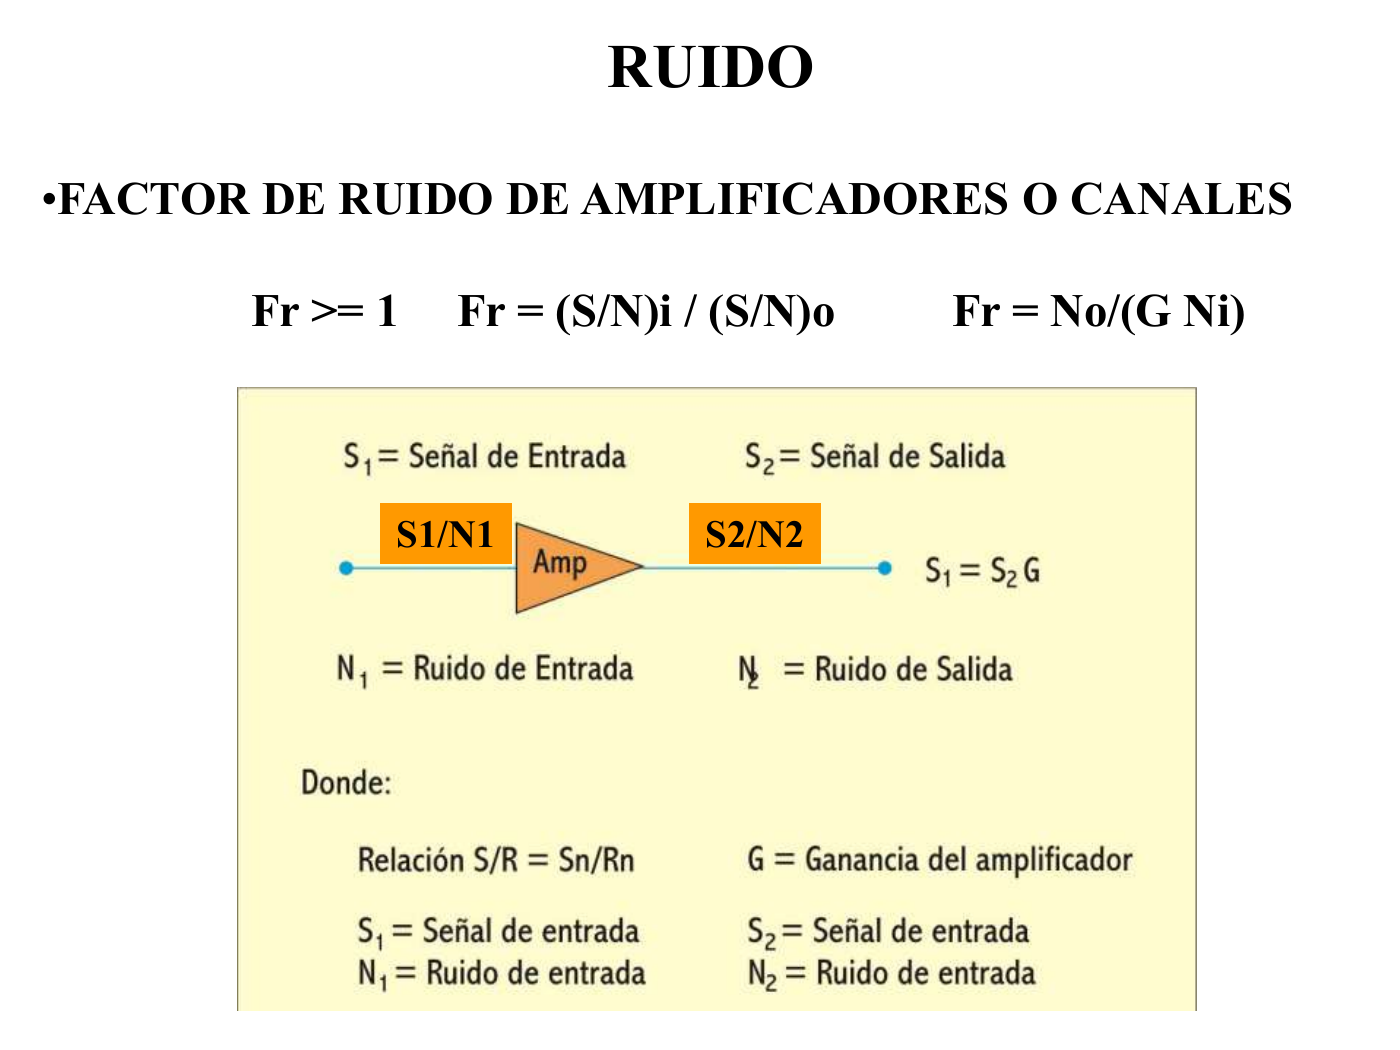 RUIDO
•FACTOR DE RUIDO DE AMPLIFICADORES O CANALES
Fr >= 1 Fr = (S/N)i / (S/N)o Fr = No/(G Ni)
S1 = Señal de Entrada S2 = Señal de Salida
S1/N1 S2/N2
Amp
S1 = S2 G
N1 = Ruido de Entrada N2 = Ruido de Salida
Donde:
Relación S/R = Sn/Rn G = Ganancia del amplificador
S1 = Señal de entrada S2 = Señal de entrada
N1 = Ruido de entrada N2 = Ruido de entrada